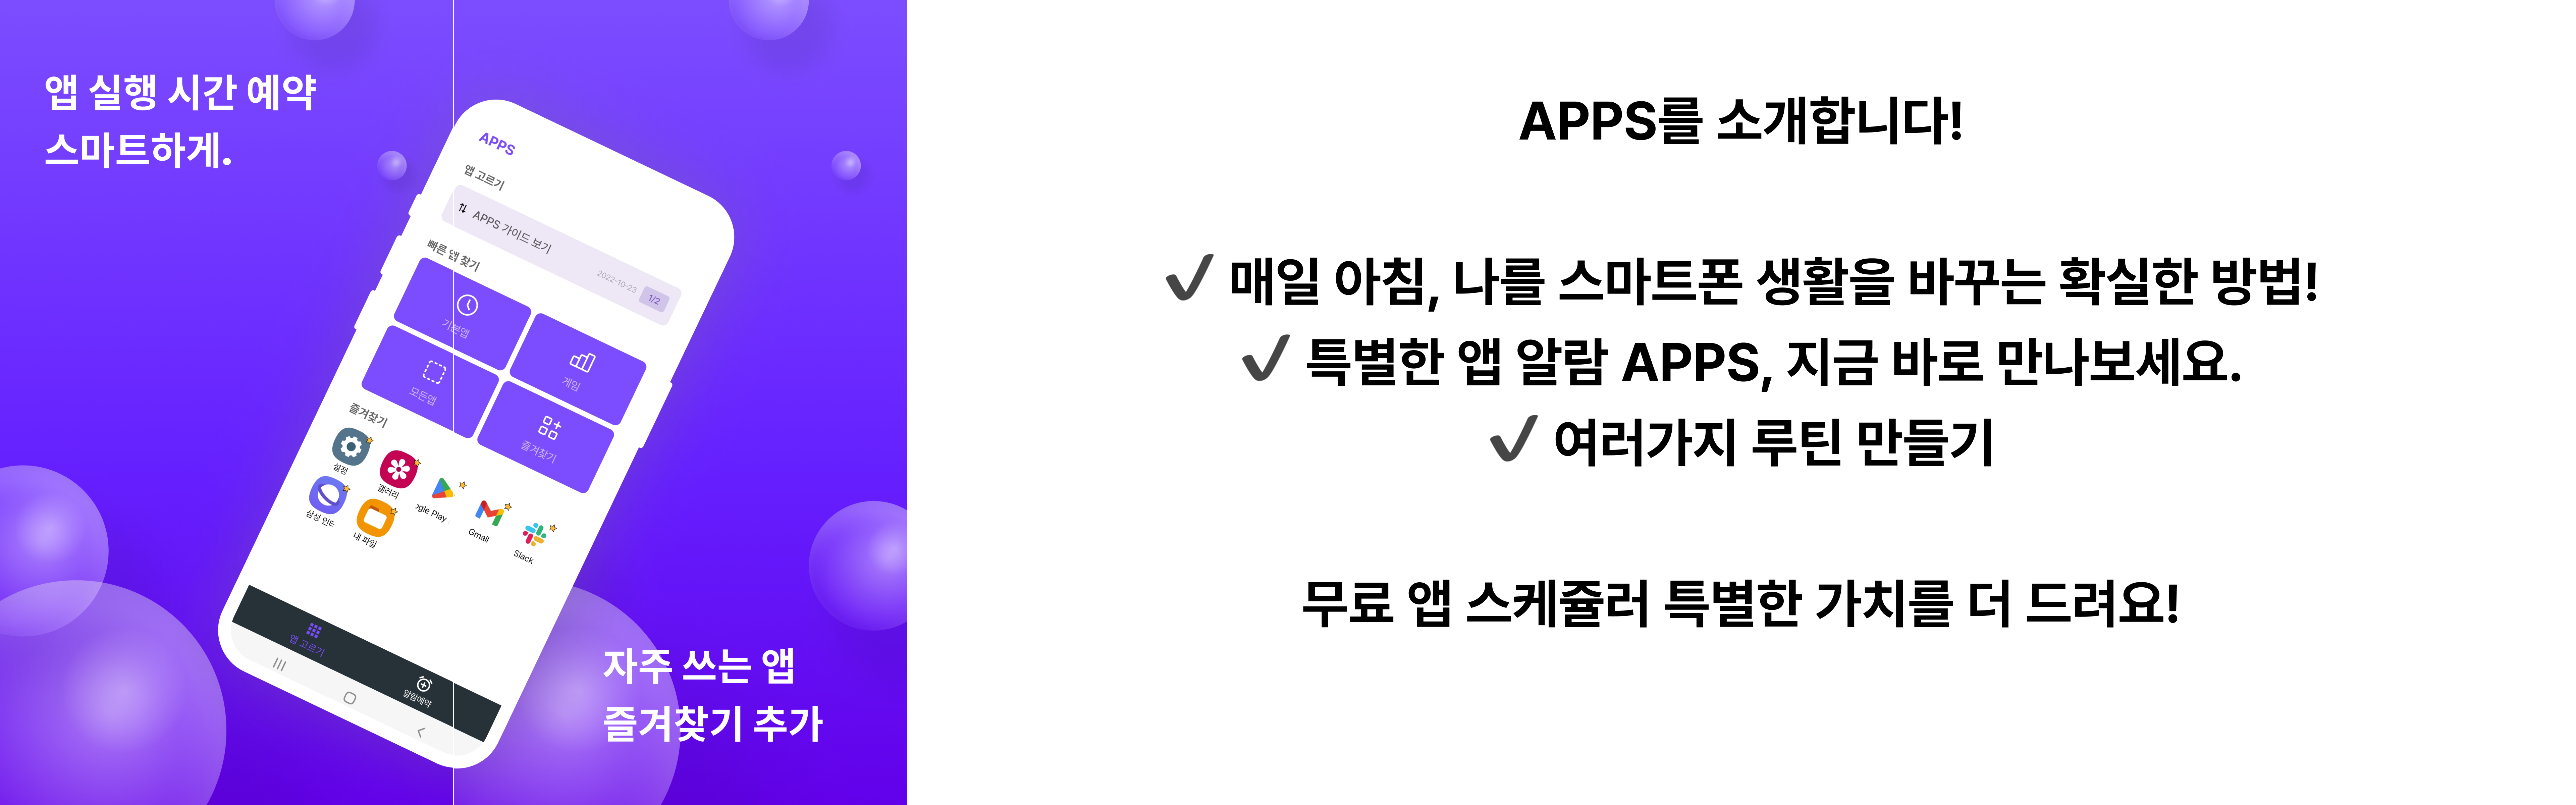 앱 실행 시간 예약
스마트하게.
APPS
앱 고르기
APPS 가이드 보기
2022-10-23 1/2
빠른 앱 찾기
기본앱
게임
모든앱
즐겨찾기
즐겨찾기
설정
갤러리
ogle Play
Gmail
Slack
삼성 인터
내 파일
앱 고르기
알람예약
자주 쓰는 앱
즐겨찾기 추가
APPS를 소개합니다!
✔ 매일 아침, 나를 스마트폰 생활을 바꾸는 확실한 방법!
✔ 특별한 앱 알람 APPS, 지금 바로 만나보세요.
✔ 여러가지 루틴 만들기
무료 앱 스케쥴러 특별한 가치를 더 드려요!